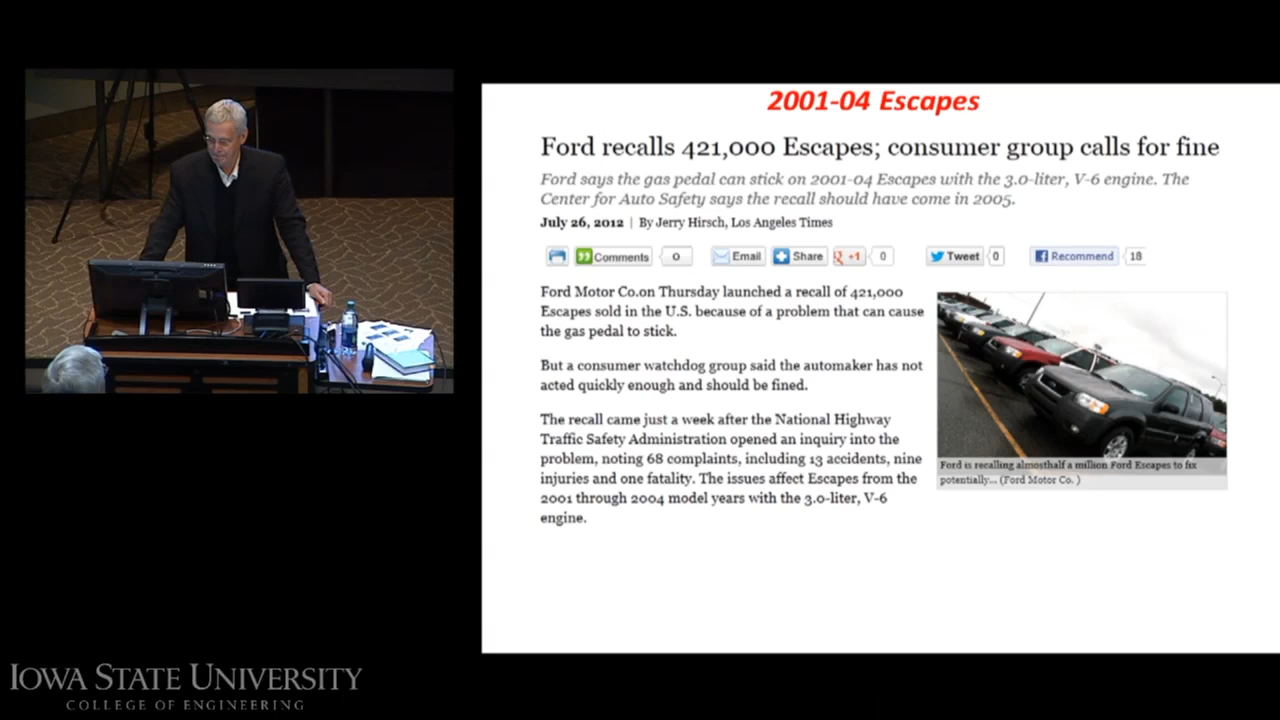 2001-04 Escapes
Ford recalls 421,000 Escapes; consumer group calls for fine
Ford says the gas pedal can stick on 2001-04 Escapes with the 3.0-liter, V-6 engine. The
Center for Auto Safety says the recall should have come in 2005.
July 26, 2012 | By Jerry Hirsch, Los Angeles Times
Comments 0 Email Share +1 0 Tweet 0 Recommend 18
Ford Motor Co.on Thursday launched a recall of 421,000
Escapes sold in the U.S. because of a problem that can cause
the gas pedal to stick.
But a consumer watchdog group said the automaker has not
acted quickly enough and should be fined.
The recall came just a week after the National Highway
Traffic Safety Administration opened an inquiry into the
problem, noting 68 complaints, including 13 accidents, nine
injuries and one fatality. The issues affect Escapes from the
2001 through 2004 model years with the 3.0-liter, V-6
engine.
Ford is recalling almosthalf a million Ford Escapes to fix
potentially... (Ford Motor Co. )
IOWA STATE UNIVERSITY
COLLEGE OF ENGINEERING